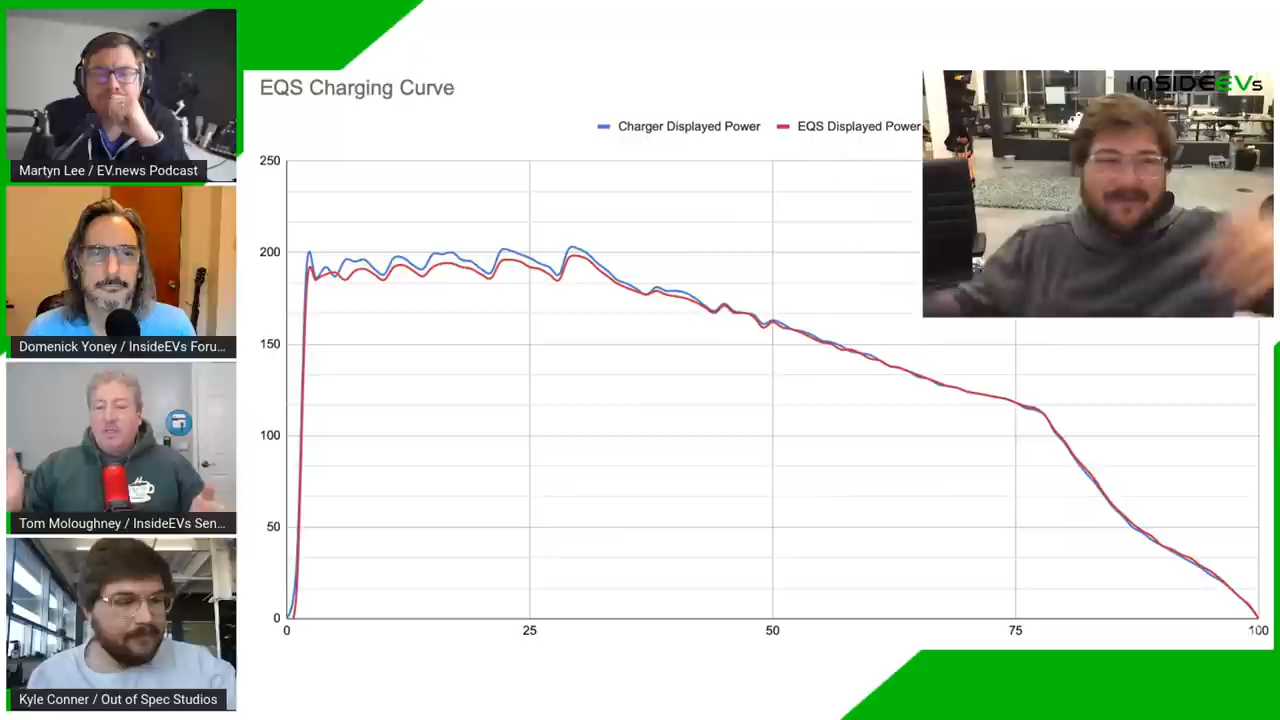 Martyn Lee / EV.news Podcast
Domenick Yoney / InsideEVs Foru...
Tom Moloughney / InsideEVs Sen...
Kyle Conner / Out of Spec Studios
EQS Charging Curve
Charger Displayed Power
EQS Displayed Power
250
200
150
100
50
0
0
25
50
75
100
INSIDEEVs